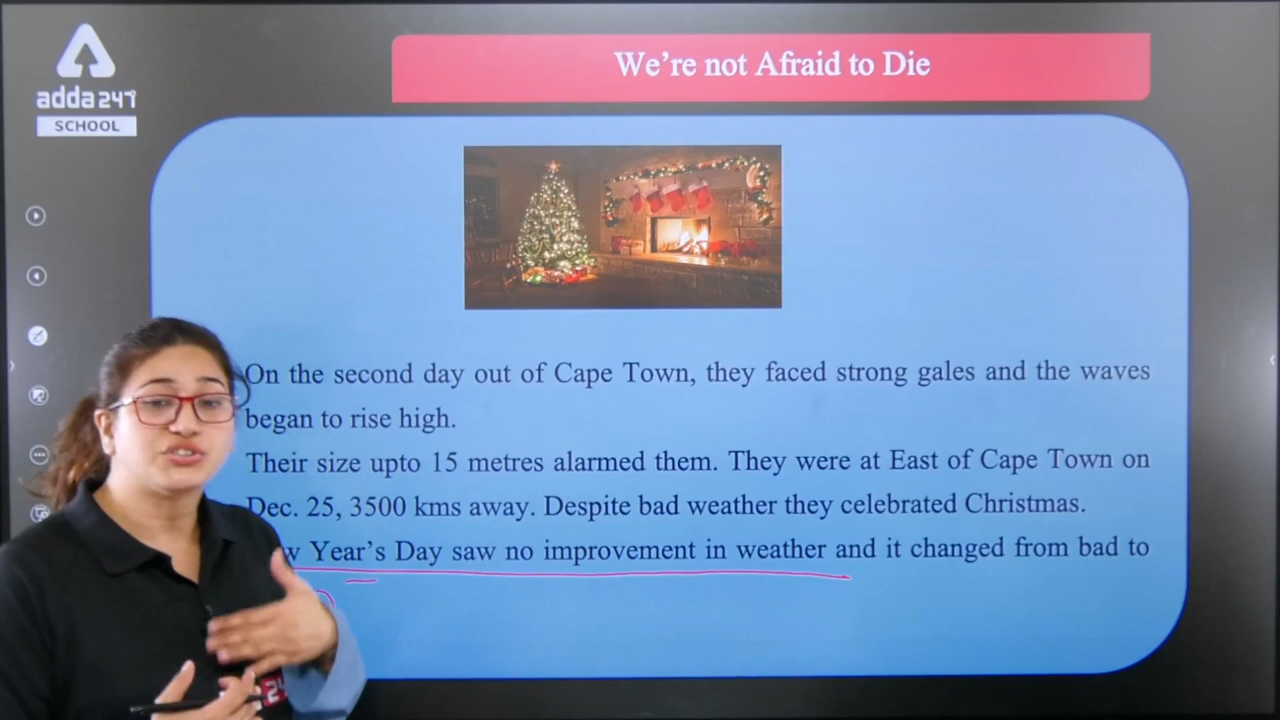 We're not Afraid to Die
adda247
SCHOOL
On the second day out of Cape Town, they faced strong gales and the waves
began to rise high.
Their size upto 15 metres alarmed them. They were at East of Cape Town on
Dec. 25, 3500 kms away. Despite bad weather they celebrated Christmas.
Year's Day saw no improvement in weather and it changed from bad to
24